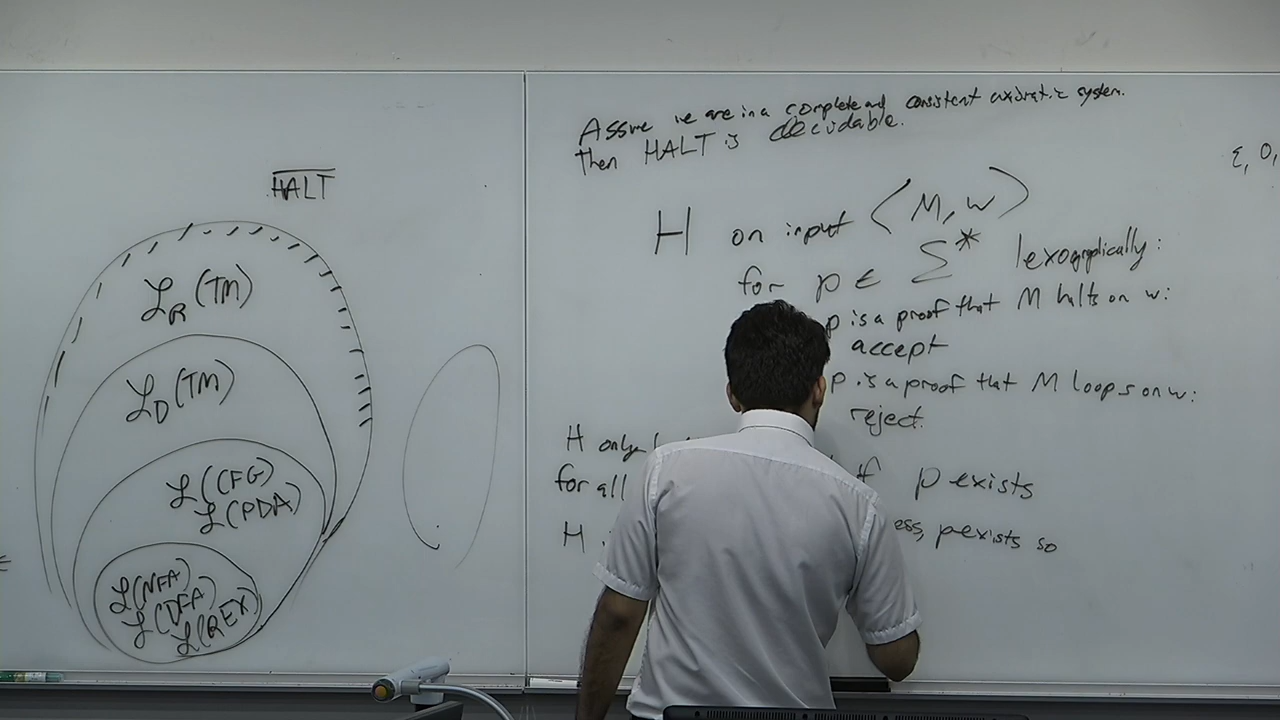 HALT
L_R(TM)
L_D(TM)
L(CFG)
L(PDA)
L(NFA)
L(DFA)
L(REX)
Assume we are in a complete and consistent axiomatic system.
then HALT is decidable.
H on input ⟨M, w⟩
for p ∈ Σ* lexographically:
p is a proof that M halts on w:
accept
p is a proof that M loops on w:
reject.
H only
for all p exists
H ess, p exists so
ε, 0,